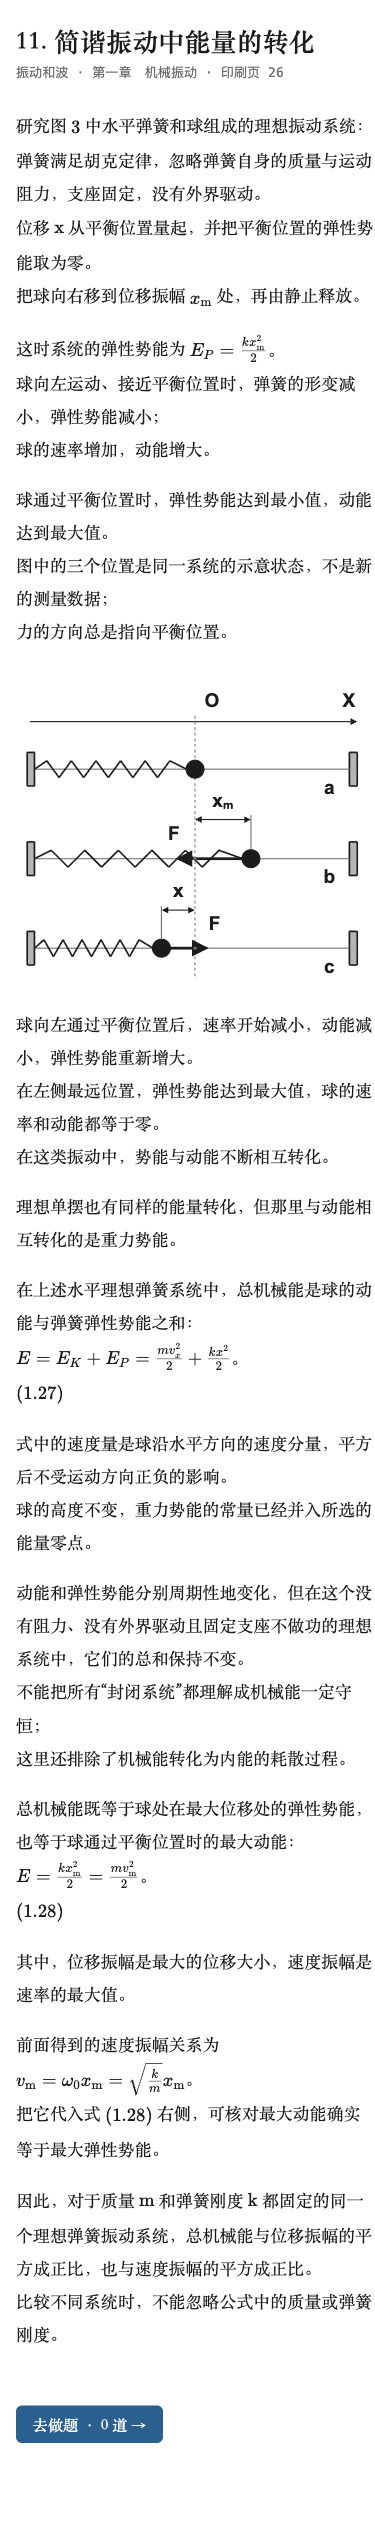 11. 简谐振动中能量的转化
振动和波 · 第一章 机械振动 · 印刷页 26
研究图 3 中水平弹簧和球组成的理想振动系统：
弹簧满足胡克定律，忽略弹簧自身的质量与运动
阻力，支座固定，没有外界驱动。
位移 x 从平衡位置量起，并把平衡位置的弹性势
能取为零。
把球向右移到位移振幅 $x_{\mathrm{m}}$ 处，再由静止释放。
这时系统的弹性势能为 $E_P = \frac{kx_{\mathrm{m}}^2}{2}$。
球向左运动、接近平衡位置时，弹簧的形变减
小，弹性势能减小；
球的速率增加，动能增大。
球通过平衡位置时，弹性势能达到最小值，动能
达到最大值。
图中的三个位置是同一系统的示意状态，不是新
的测量数据；
力的方向总是指向平衡位置。
O X
a
xₘ
F
b
x
F
c
球向左通过平衡位置后，速率开始减小，动能减
小，弹性势能重新增大。
在左侧最远位置，弹性势能达到最大值，球的速
率和动能都等于零。
在这类振动中，势能与动能不断相互转化。
理想单摆也有同样的能量转化，但那里与动能相
互转化的是重力势能。
在上述水平理想弹簧系统中，总机械能是球的动
能与弹簧弹性势能之和：
$E = E_K + E_P = \frac{mv_x^2}{2} + \frac{kx^2}{2}$。
(1.27)
式中的速度量是球沿水平方向的速度分量，平方
后不受运动方向正负的影响。
球的高度不变，重力势能的常量已经并入所选的
能量零点。
动能和弹性势能分别周期性地变化，但在这个没
有阻力、没有外界驱动且固定支座不做功的理想
系统中，它们的总和保持不变。
不能把所有“封闭系统”都理解成机械能一定守
恒；
这里还排除了机械能转化为内能的耗散过程。
总机械能既等于球处在最大位移处的弹性势能，
也等于球通过平衡位置时的最大动能：
$E = \frac{kx_{\mathrm{m}}^2}{2} = \frac{mv_{\mathrm{m}}^2}{2}$。
(1.28)
其中，位移振幅是最大的位移大小，速度振幅是
速率的最大值。
前面得到的速度振幅关系为
$v_{\mathrm{m}} = \omega_0 x_{\mathrm{m}} = \sqrt{\frac{k}{m}} x_{\mathrm{m}}$。
把它代入式 (1.28) 右侧，可核对最大动能确实
等于最大弹性势能。
因此，对于质量 m 和弹簧刚度 k 都固定的同一
个理想弹簧振动系统，总机械能与位移振幅的平
方成正比，也与速度振幅的平方成正比。
比较不同系统时，不能忽略公式中的质量或弹簧
刚度。
去做题 · 0 道 →